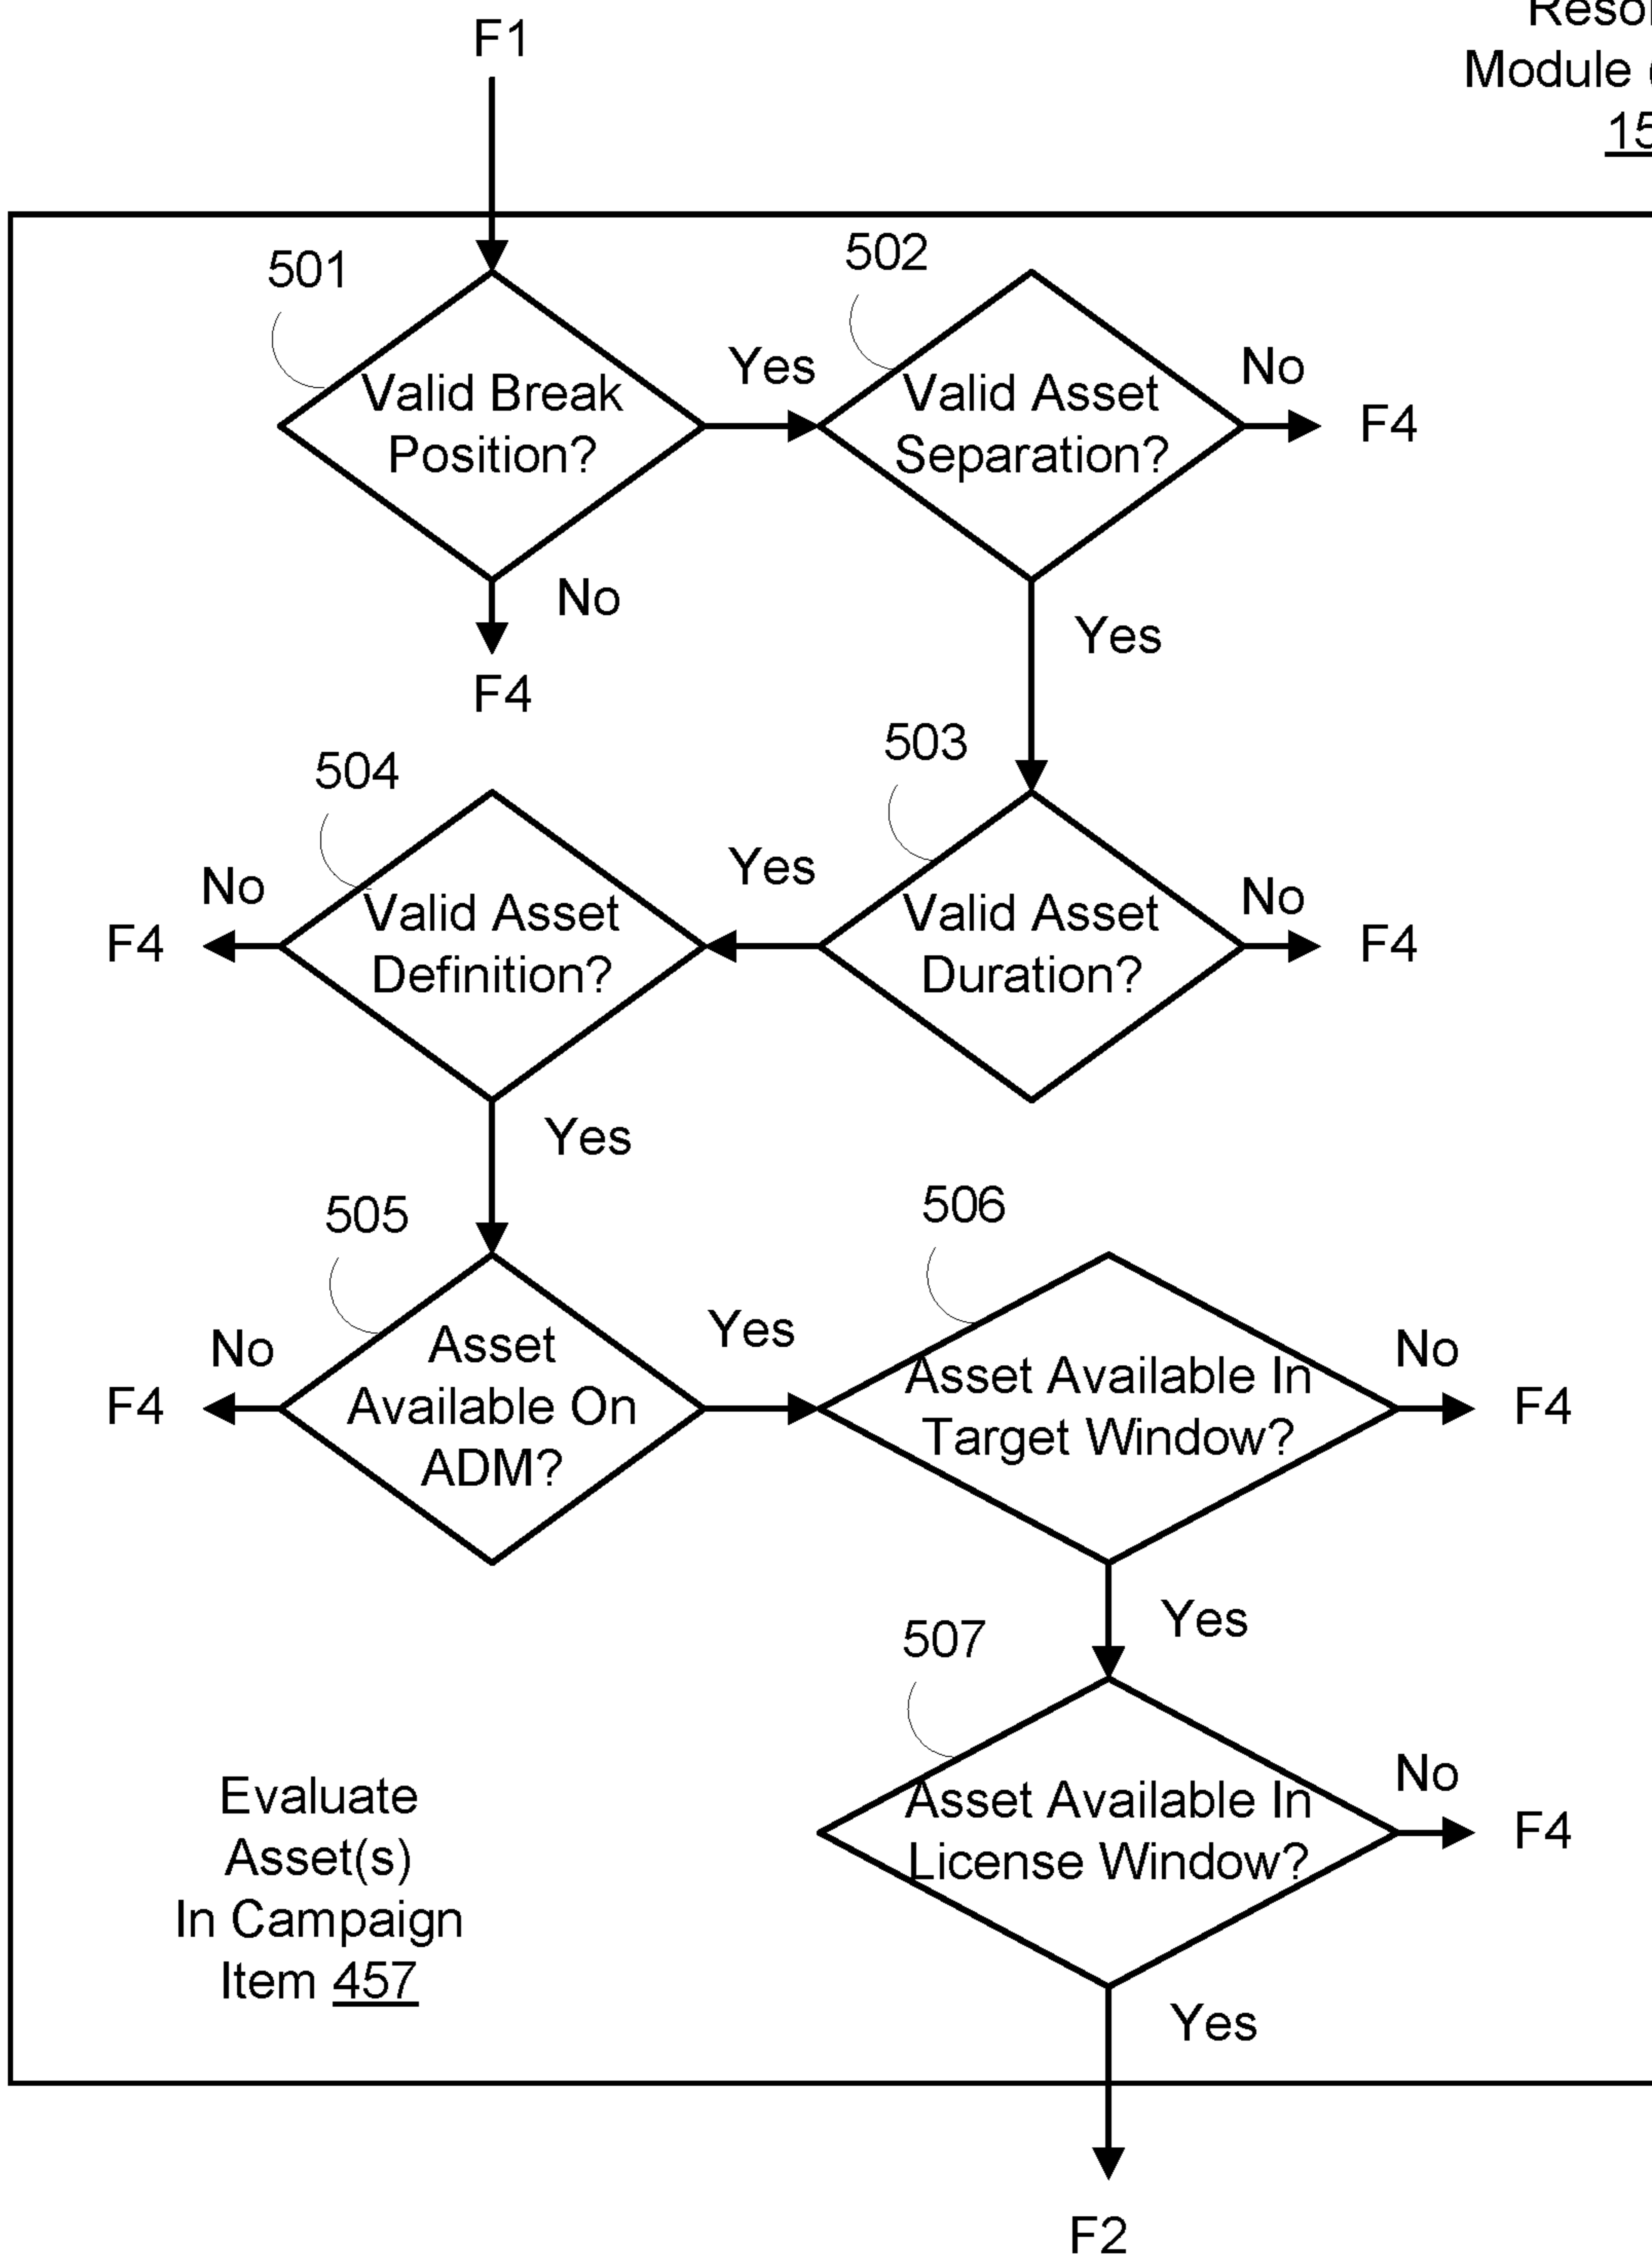 F1
Module
501
502
Valid Break
Position?
Yes
Valid Asset
Separation?
No
F4
No
F4
Yes
503
504
No
F4
Valid Asset
Definition?
Yes
Valid Asset
Duration?
No
F4
Yes
505
506
No
F4
Asset
Available On
ADM?
Yes
Asset Available In
Target Window?
No
F4
Yes
507
Asset Available In
License Window?
No
F4
Evaluate
Asset(s)
In Campaign
Item 457
Yes
F2